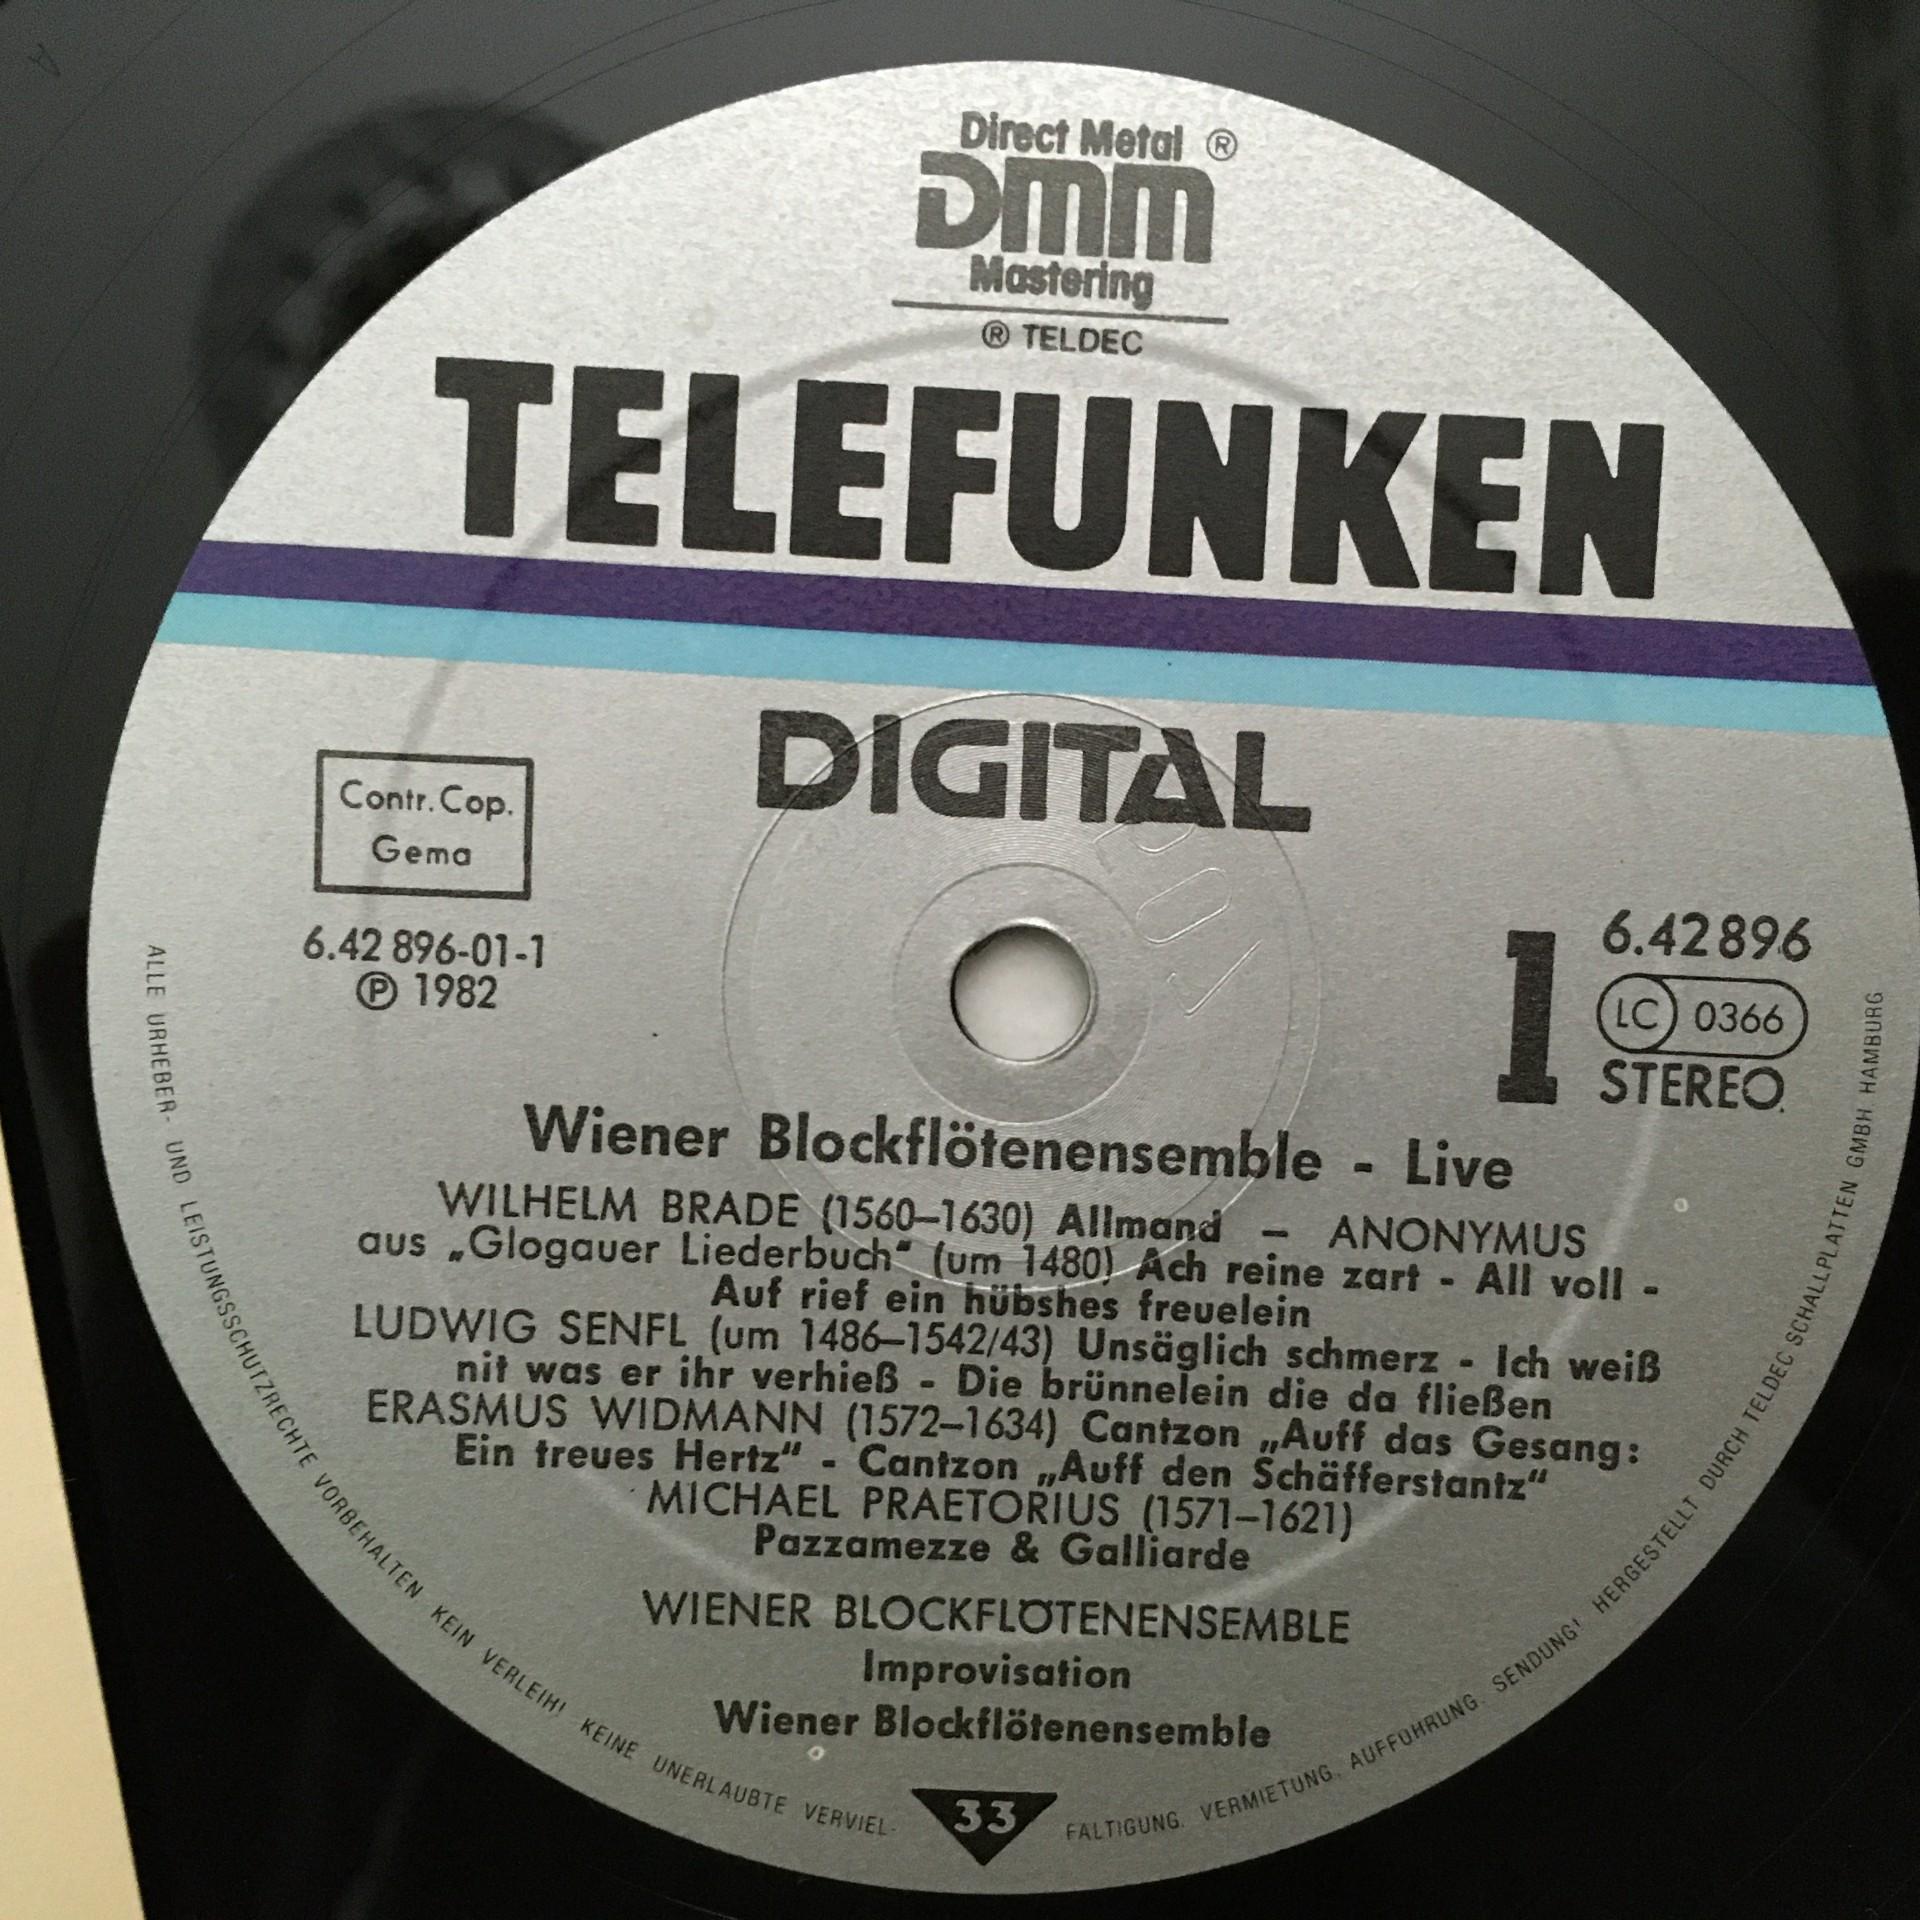 Direct Metal ®
DMM
Mastering
® TELDEC
TELEFUNKEN
DIGITAL
Contr. Cop.
Gema
6.42 896-01-1
℗ 1982
1
6.42896
LC 0366
STEREO
Wiener Blockflötenensemble - Live
WILHELM BRADE (1560–1630) Allmand – ANONYMUS
aus „Glogauer Liederbuch“ (um 1480) Ach reine zart - All voll -
Auf rief ein hübshes freuelein
LUDWIG SENFL (um 1486–1542/43) Unsäglich schmerz - Ich weiß
nit was er ihr verhieß - Die brünnelein die da fließen
ERASMUS WIDMANN (1572–1634) Cantzon „Auff das Gesang:
Ein treues Hertz“ - Cantzon „Auff den Schäfferstantz“
MICHAEL PRAETORIUS (1571–1621)
Pazzamezze & Galliarde
WIENER BLOCKFLÖTENENSEMBLE
Improvisation
Wiener Blockflötenensemble
33
ALLE URHEBER- UND LEISTUNGSSCHUTZRECHTE VORBEHALTEN. KEIN VERLEIH! KEINE UNERLAUBTE VERVIEL- FÄLTIGUNG, VERMIETUNG, AUFFÜHRUNG, SENDUNG! HERGESTELLT DURCH TELDEC SCHALLPLATTEN GMBH. HAMBURG